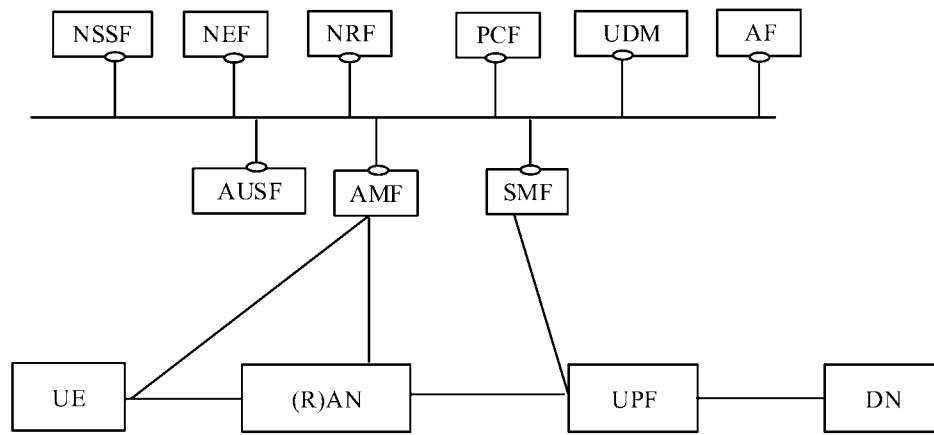 NSSF NEF NRF PCF UDM AF
AUSF AMF SMF
UE (R)AN UPF DN